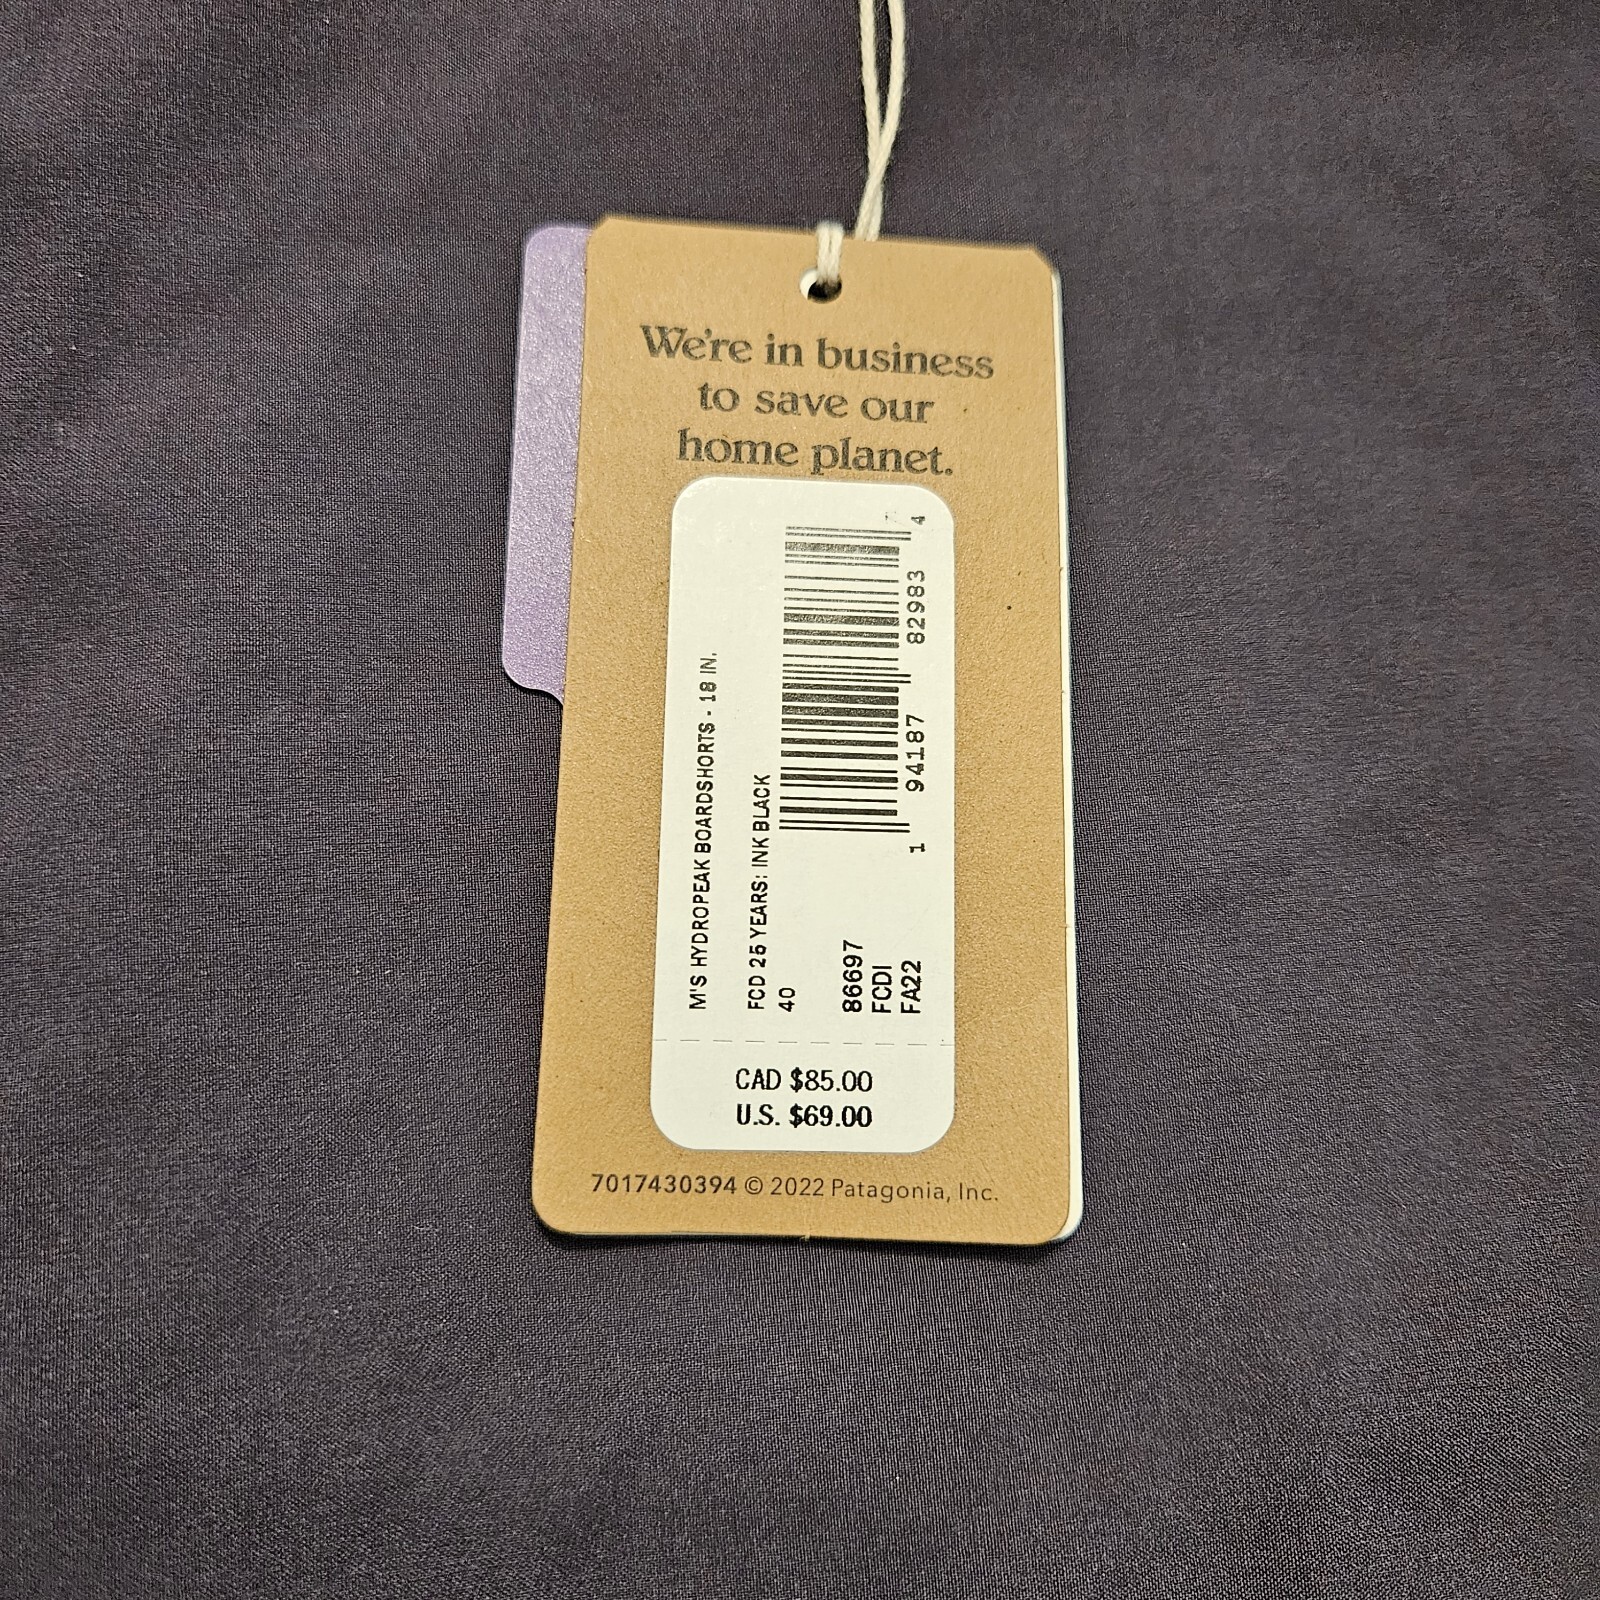 We're in business
to save our
home planet.
M'S HYDROPEAK BOARDSHORTS - 18 IN.
FCD 25 YEARS: INK BLACK
40
86697
FCDI
FA22
1 94187 82983 4
CAD $85.00
U.S. $69.00
7017430394 © 2022 Patagonia, Inc.